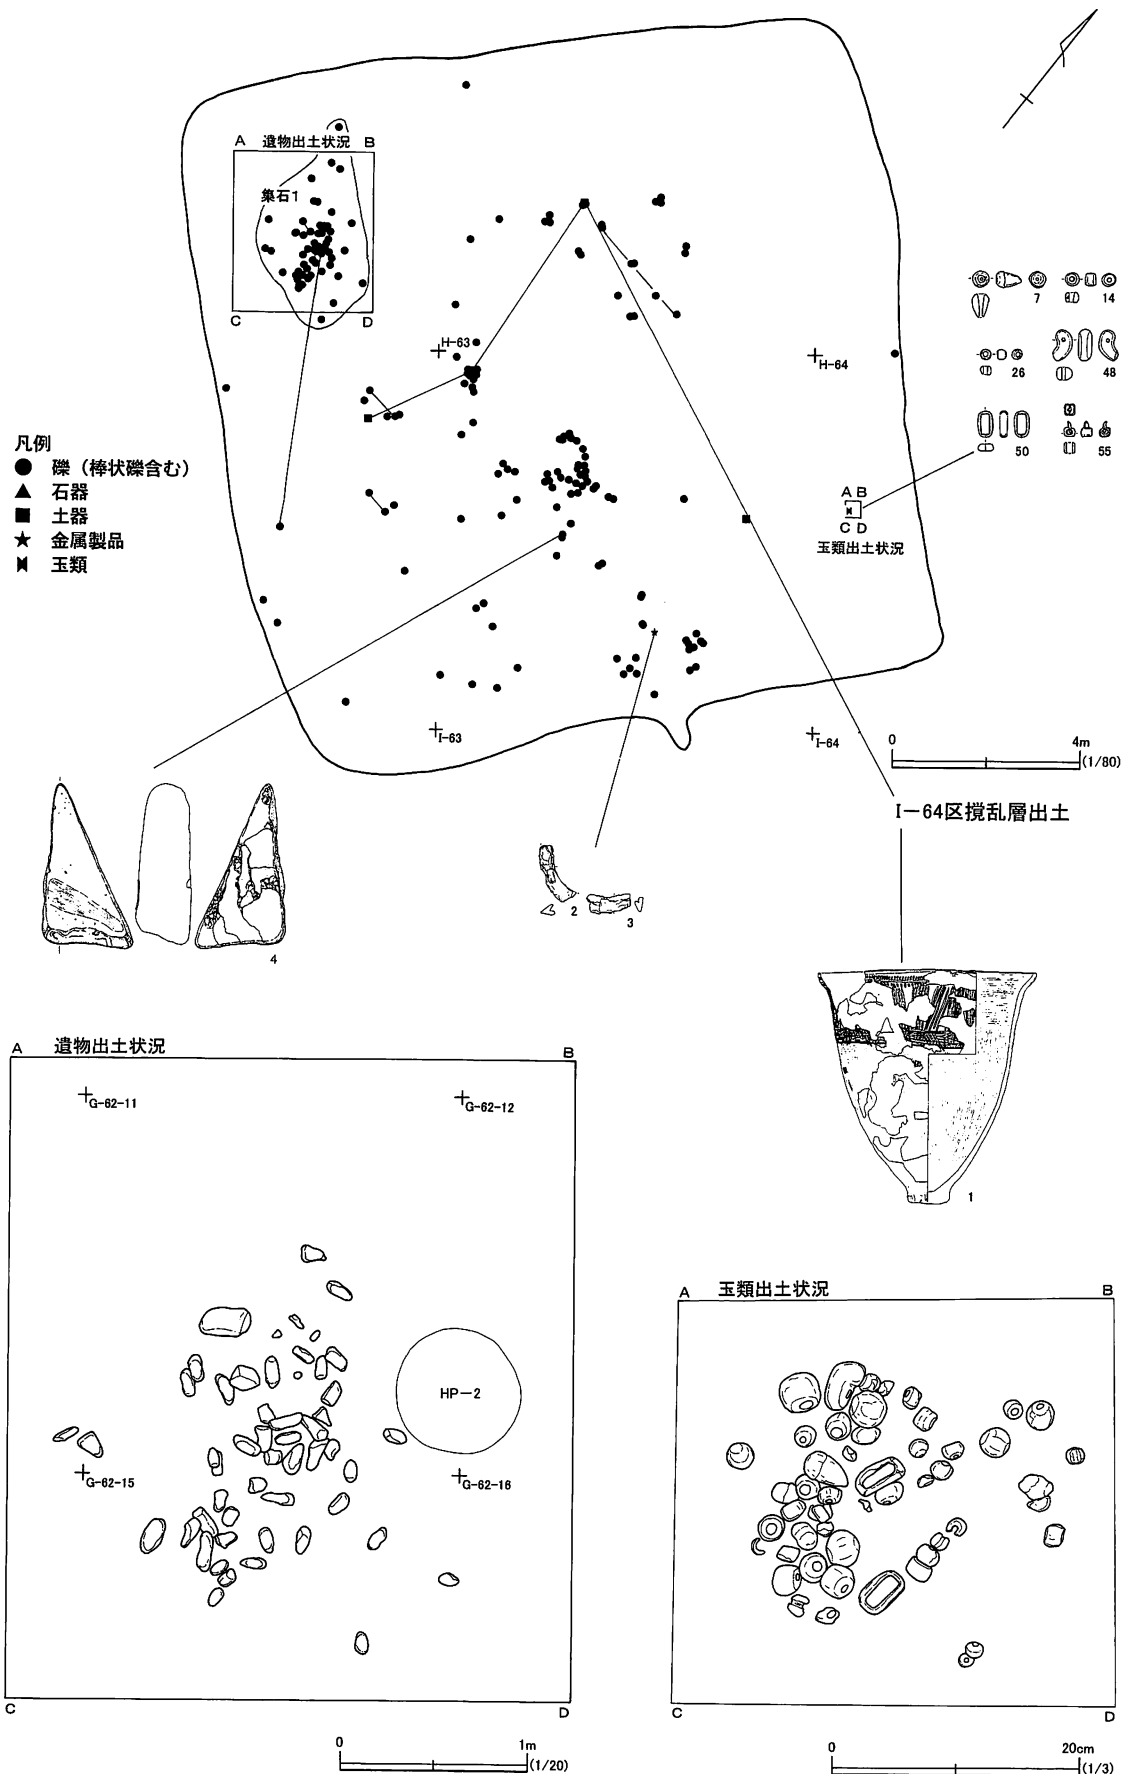 A 遺物出土状況 B
集石1
C D
H-63
H-64
7 14
26 48
50 55
凡例
礫（棒状礫含む）
石器
土器
金属製品
玉類
A B
C D
玉類出土状況
I-63
I-64
0 4m
(1/80)
I－64区撹乱層出土
4
2
3
1
A 遺物出土状況 B
G-62-11
G-62-12
HP－2
G-62-15
G-62-16
C D
0 1m
(1/20)
A 玉類出土状況 B
C D
0 20cm
(1/3)